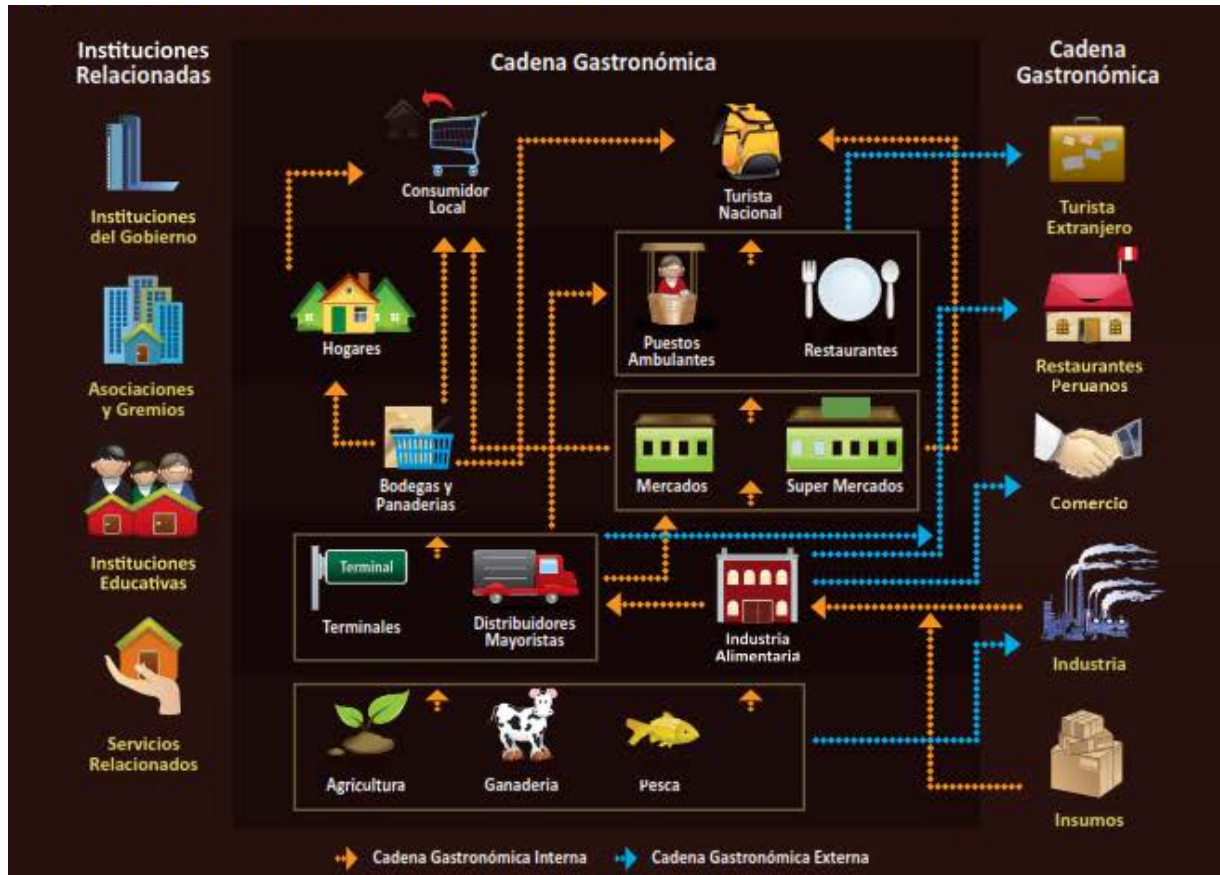 Instituciones
Relacionadas
Instituciones
del Gobierno
Asociaciones
y Gremios
Instituciones
Educativas
Servicios
Relacionados
Cadena Gastronómica
Consumidor
Local
Turista
Nacional
Hogares
Puestos
Ambulantes
Restaurantes
Bodegas y
Panaderias
Mercados
Super Mercados
Terminal
Terminales
Distribuidores
Mayoristas
Industria
Alimentaria
Agricultura
Ganaderia
Pesca
Cadena
Gastronómica
Turista
Extranjero
Restaurantes
Peruanos
Comercio
Industria
Insumos
Cadena Gastronómica Interna
Cadena Gastronómica Externa